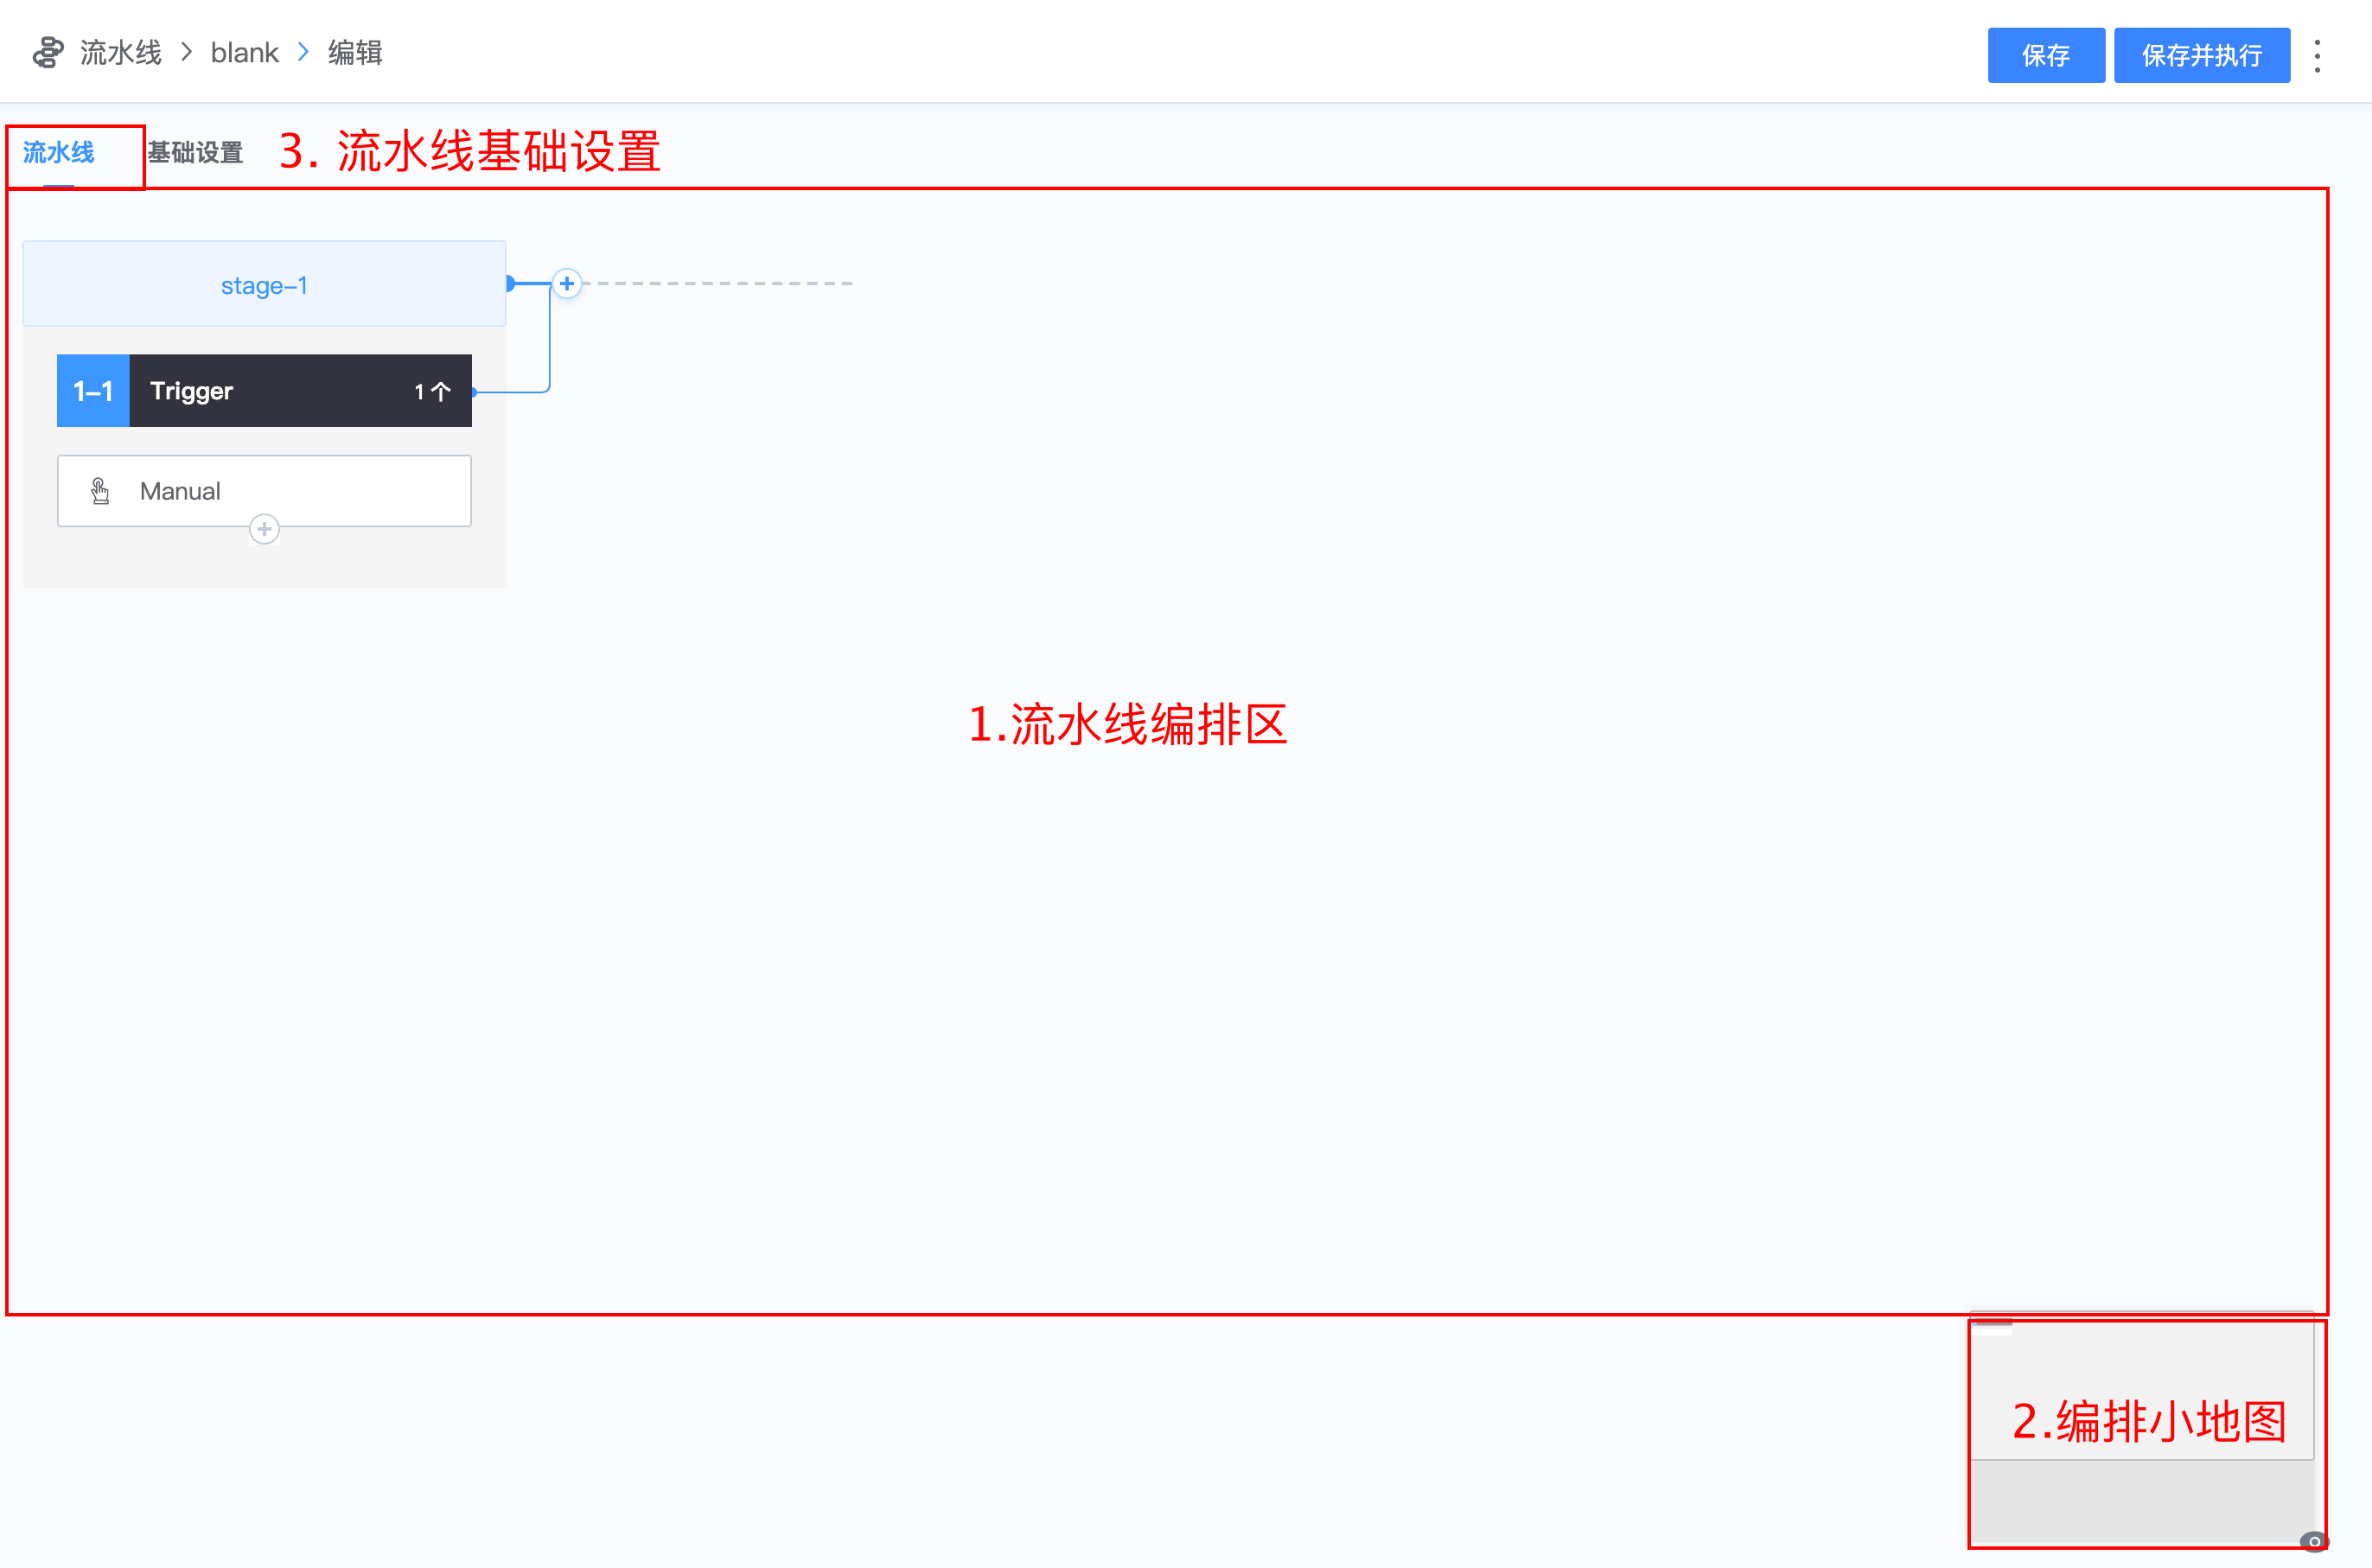 流水线 > blank > 编辑
保存 保存并执行
流水线 基础设置 3. 流水线基础设置
stage-1
1-1 Trigger 1个
Manual
1.流水线编排区
2.编排小地图